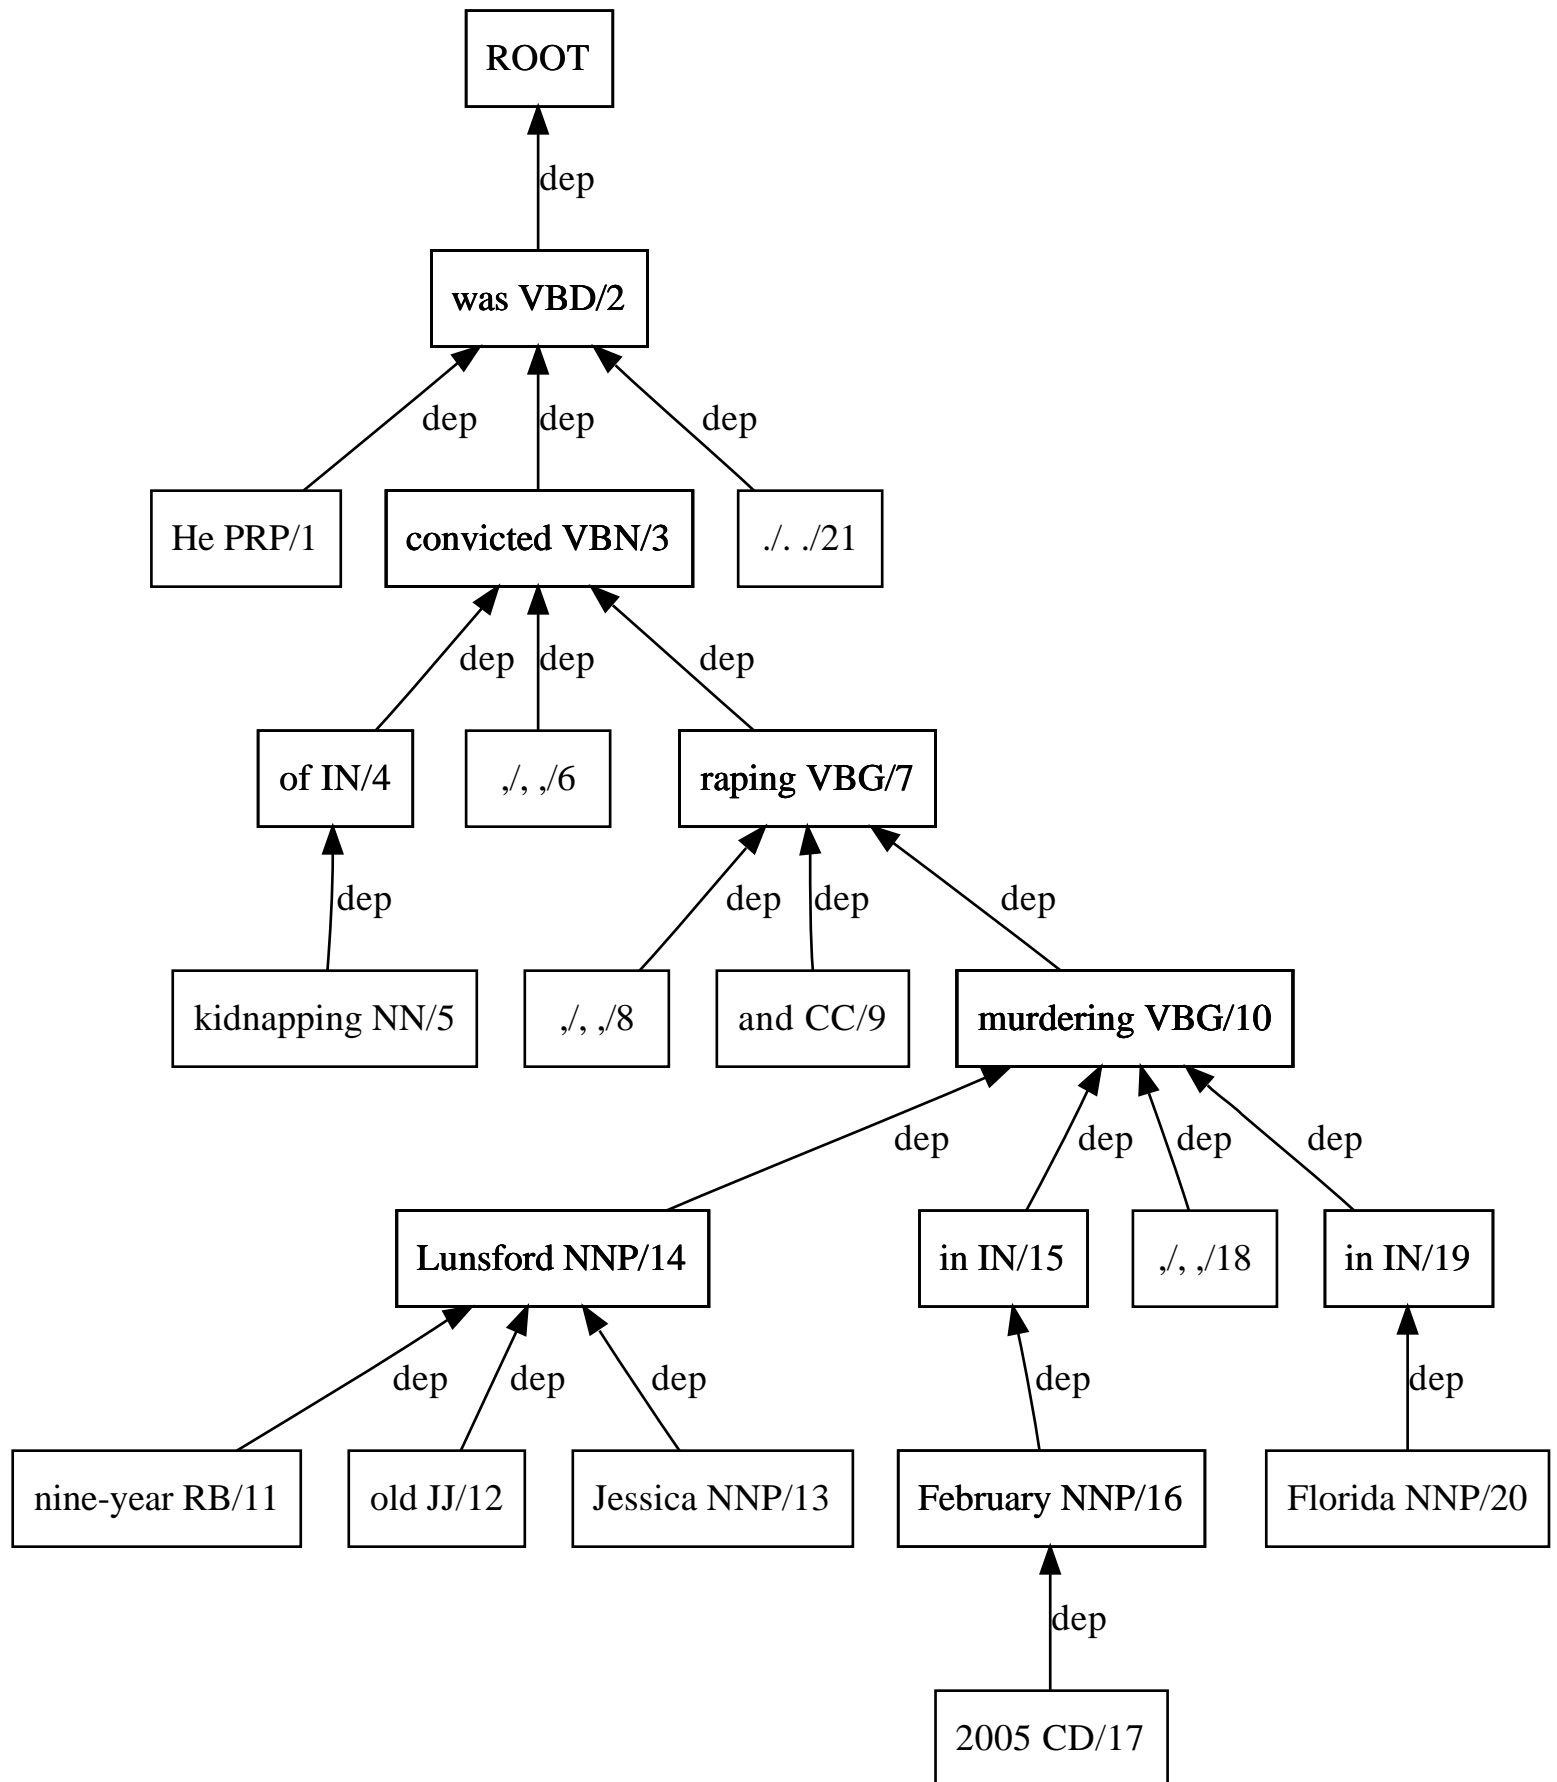 ROOT
dep
was VBD/2
dep dep dep
He PRP/1 convicted VBN/3 ./. ./21
dep dep dep
of IN/4 ,/, ,/6 raping VBG/7
dep dep dep dep
kidnapping NN/5 ,/, ,/8 and CC/9 murdering VBG/10
dep dep dep dep
Lunsford NNP/14 in IN/15 ,/, ,/18 in IN/19
dep dep dep dep dep
nine-year RB/11 old JJ/12 Jessica NNP/13 February NNP/16 Florida NNP/20
dep
2005 CD/17